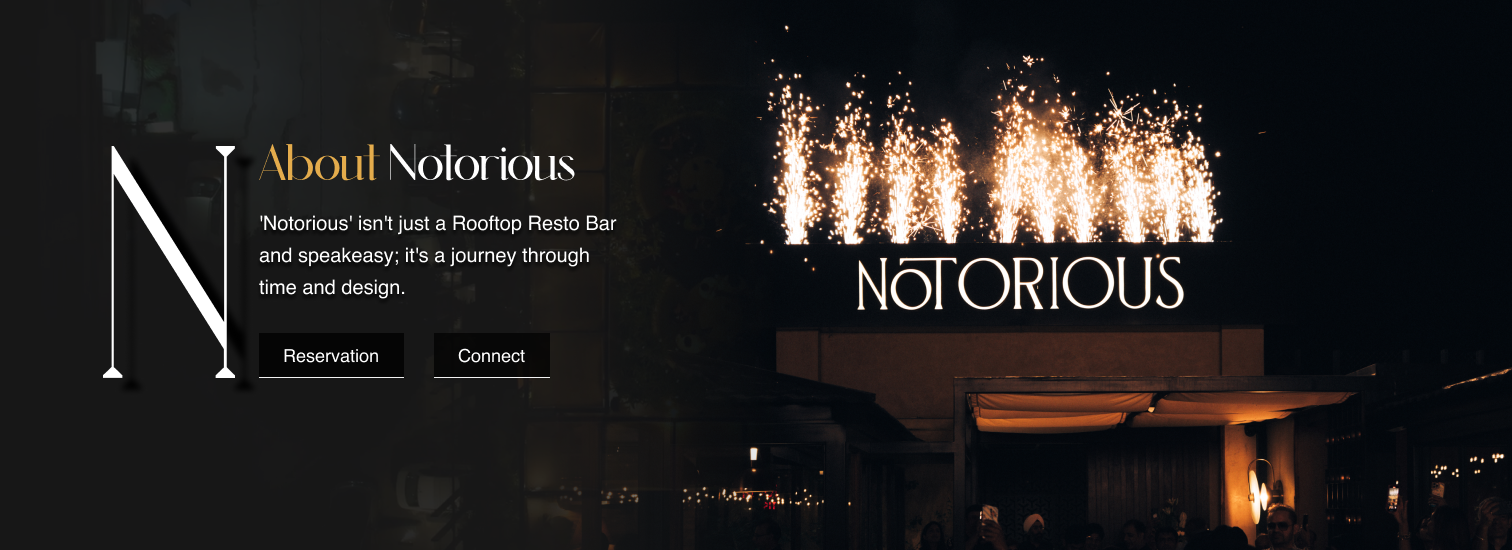 N
About Notorious
'Notorious' isn't just a Rooftop Resto Bar
and speakeasy; it's a journey through
time and design.
Reservation
Connect
NOTORIOUS